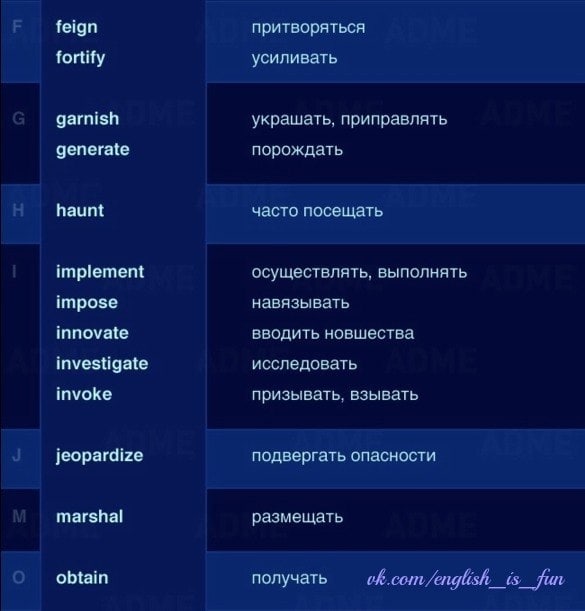 F feign притворяться
fortify усиливать
G garnish украшать, приправлять
generate порождать
H haunt часто посещать
I implement осуществлять, выполнять
impose навязывать
innovate вводить новшества
investigate исследовать
invoke призывать, взывать
J jeopardize подвергать опасности
M marshal размещать
O obtain получать vk.com/english_is_fun
ADME